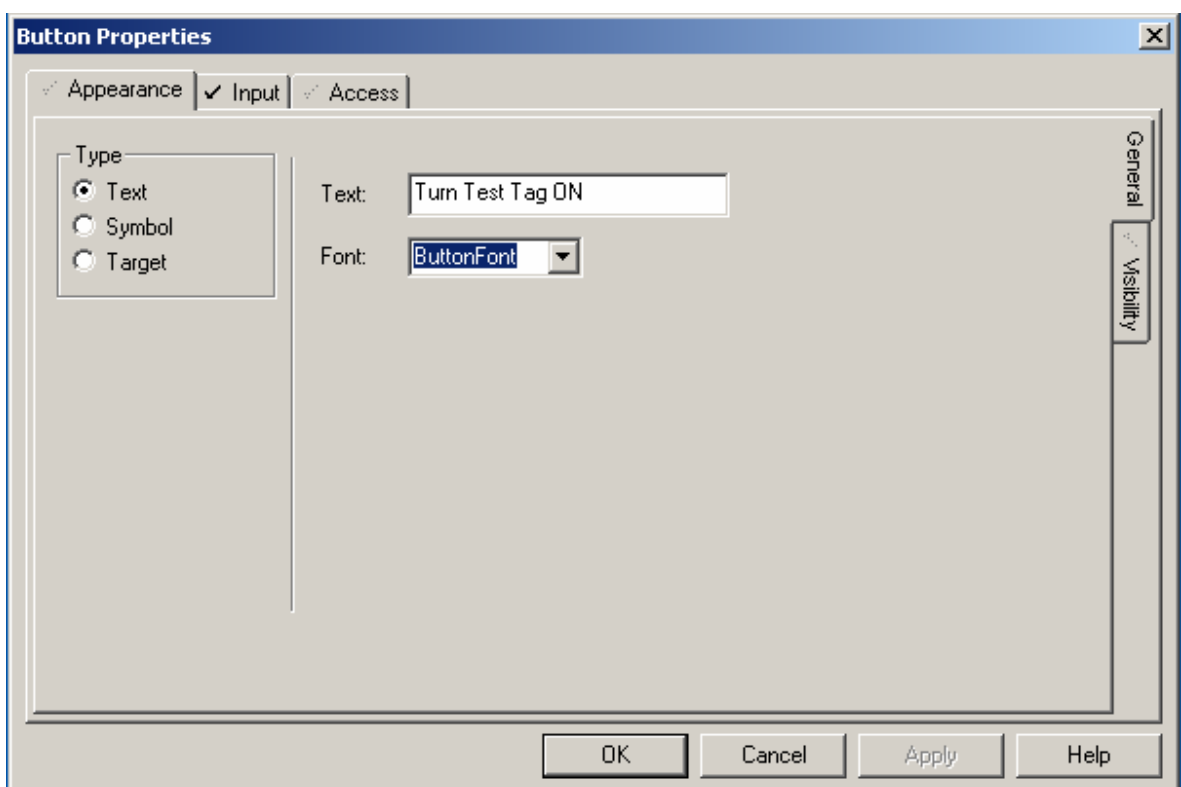 Button Properties
Appearance Input Access
General
Type
Text
Symbol
Target
Text: Turn Test Tag ON
Font: ButtonFont
Visibility
OK Cancel Apply Help